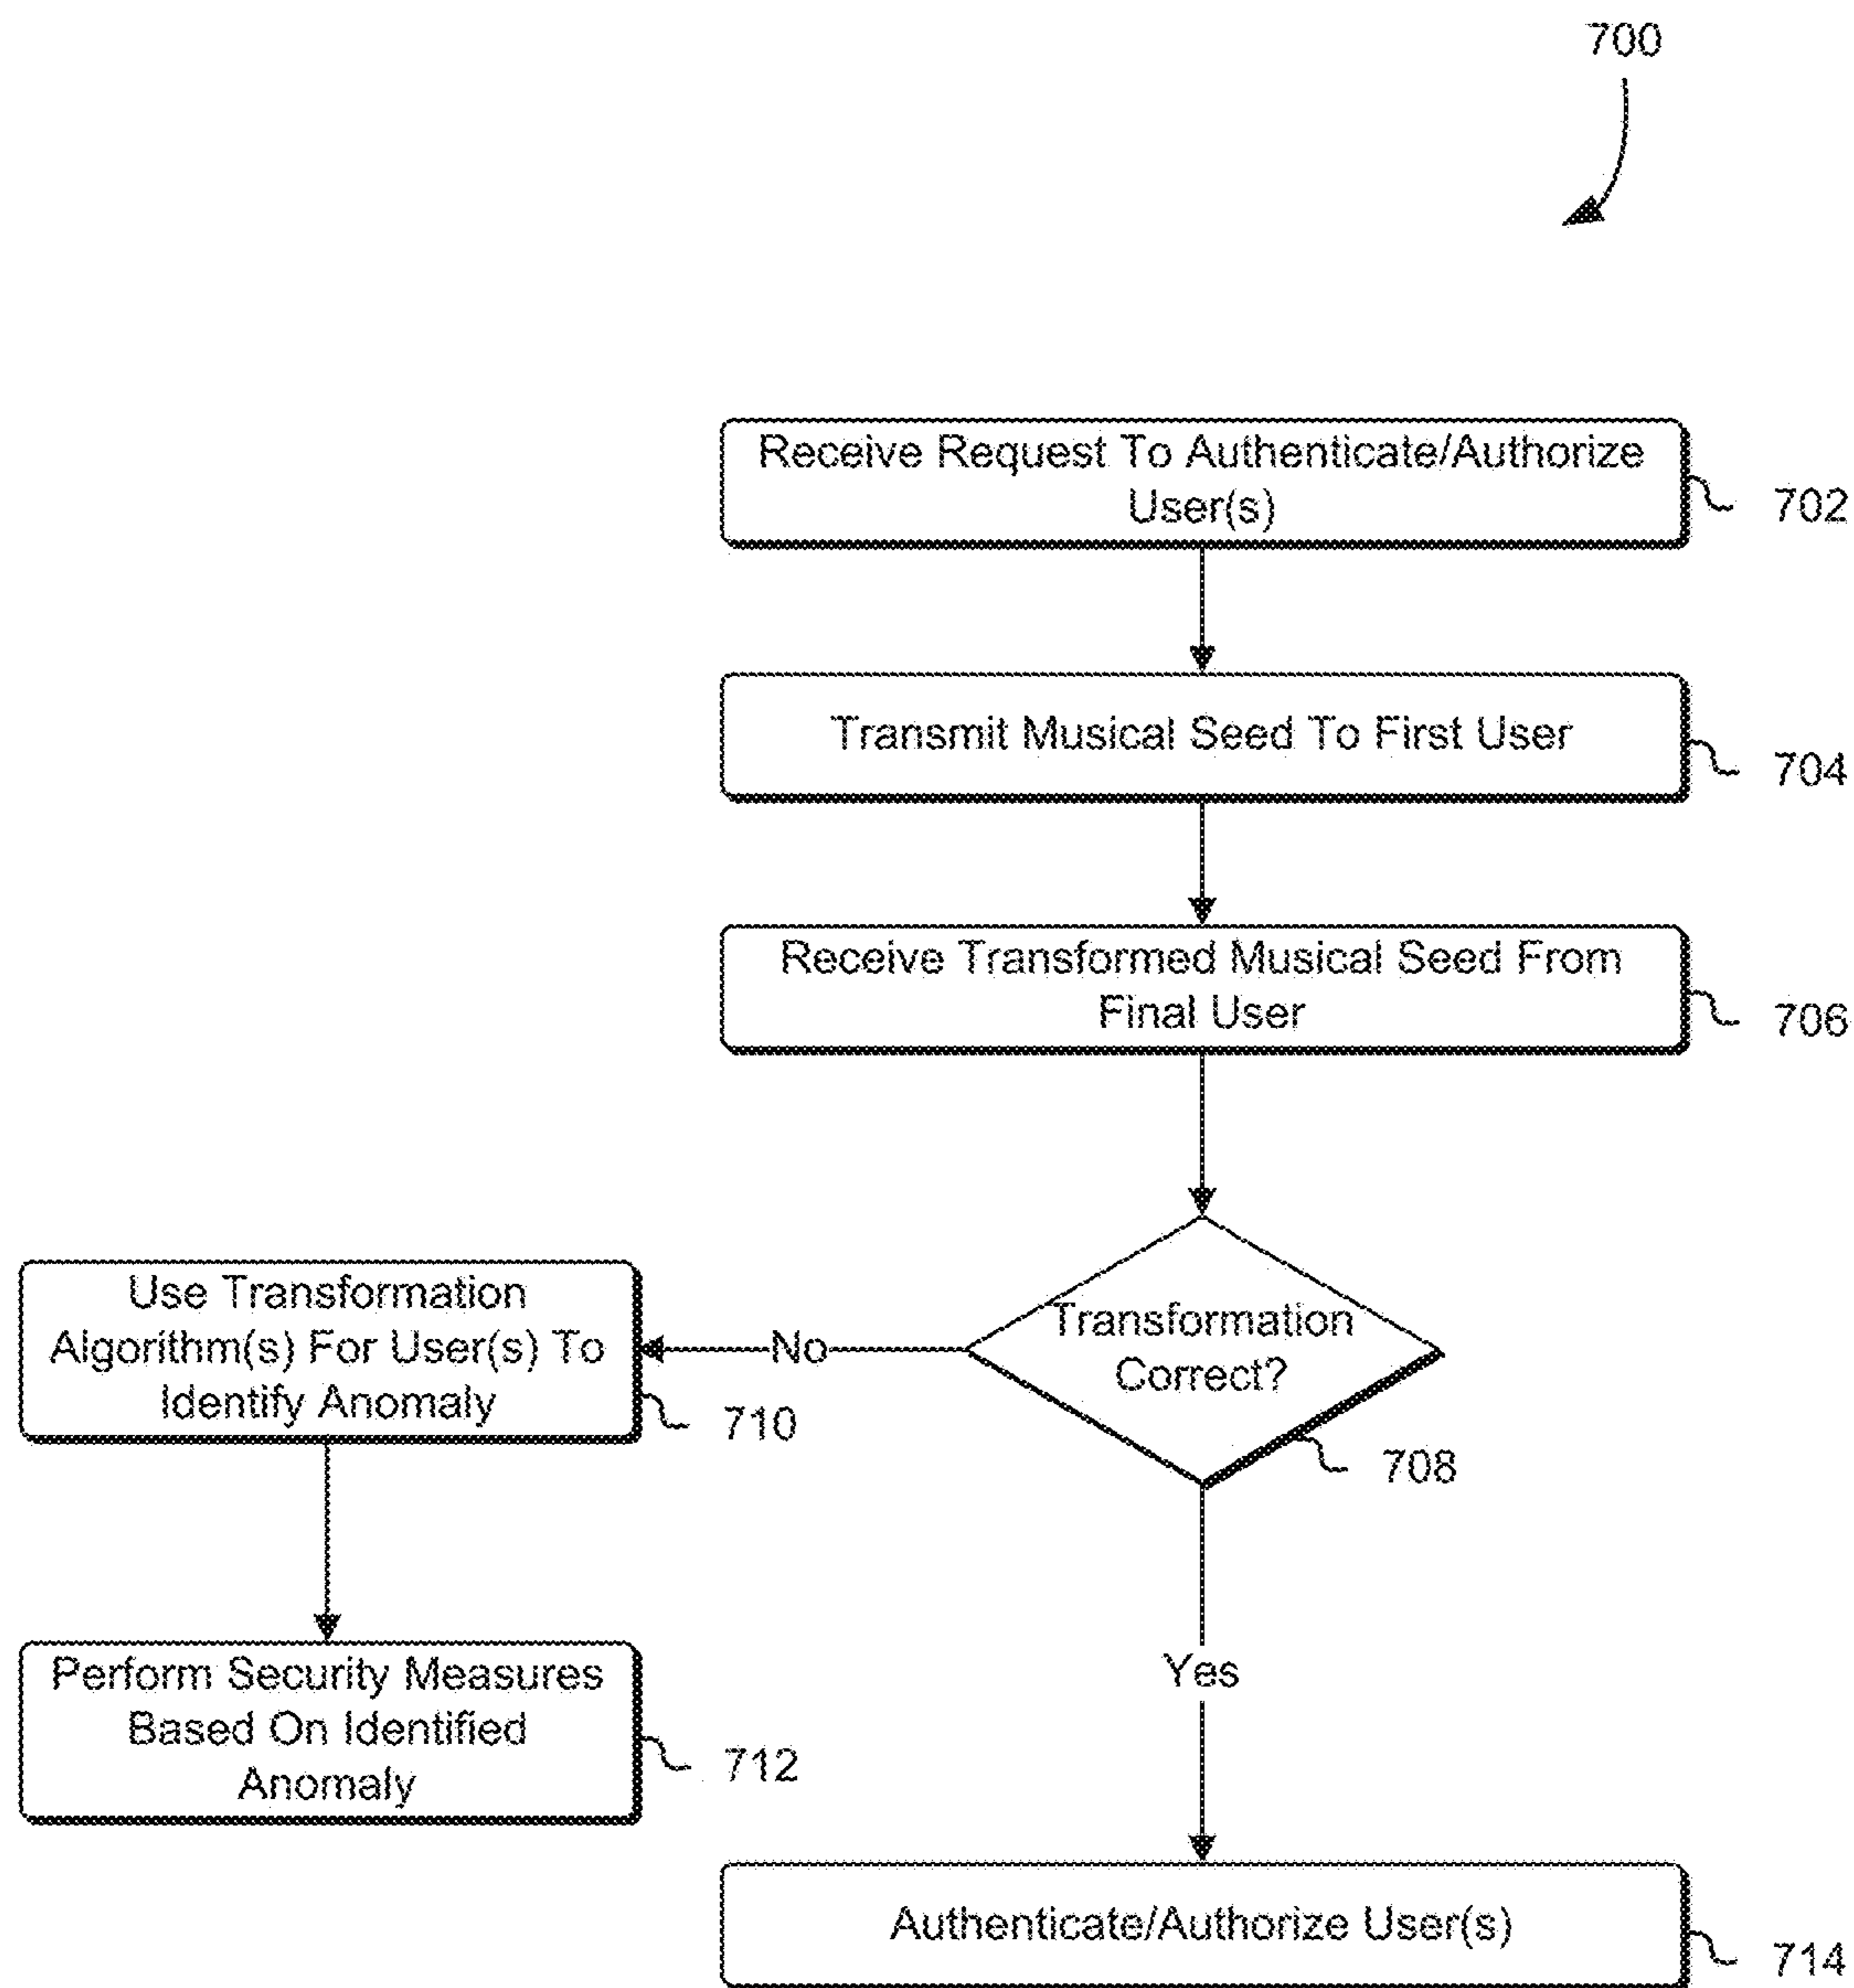 700
Receive Request To Authenticate/Authorize
User(s)
702
Transmit Musical Seed To First User
704
Receive Transformed Musical Seed From
Final User
706
Transformation
Correct?
708
No
Use Transformation
Algorithm(s) For User(s) To
Identify Anomaly
710
Perform Security Measures
Based On Identified
Anomaly
712
Yes
Authenticate/Authorize User(s)
714